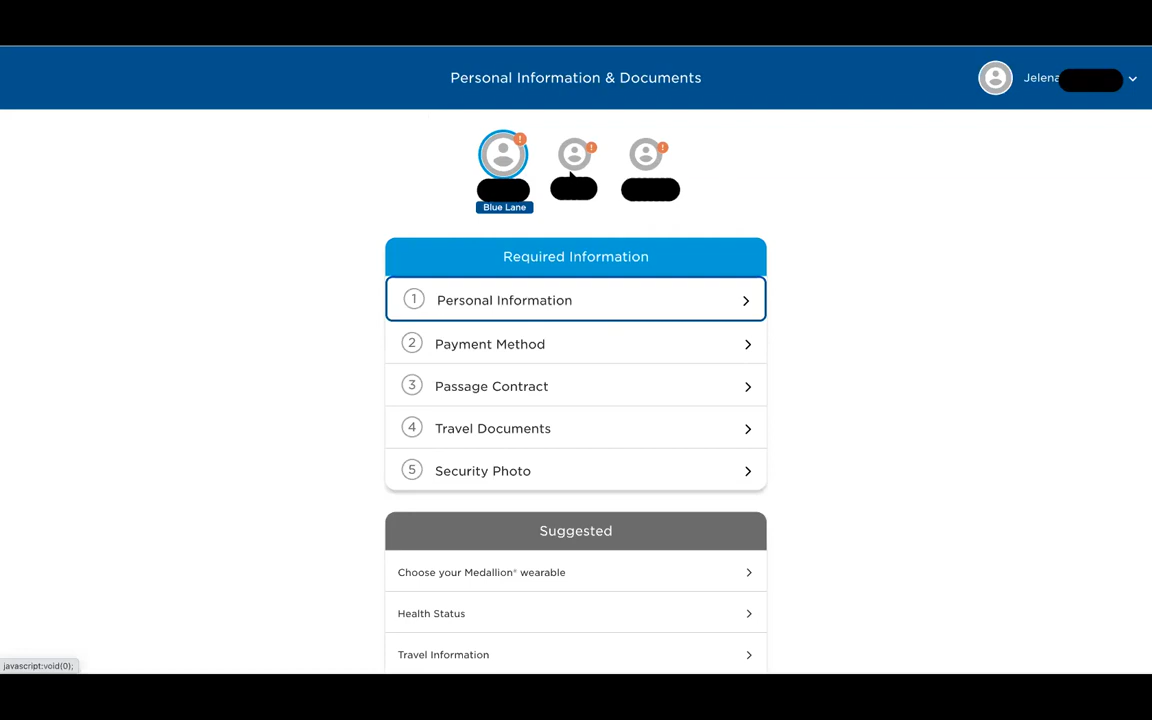 Personal Information & Documents
Jelena
!
!
!
Blue Lane
Required Information
1 Personal Information
2 Payment Method
3 Passage Contract
4 Travel Documents
5 Security Photo
Suggested
Choose your Medallion® wearable
Health Status
Travel Information
javascript:void(0);